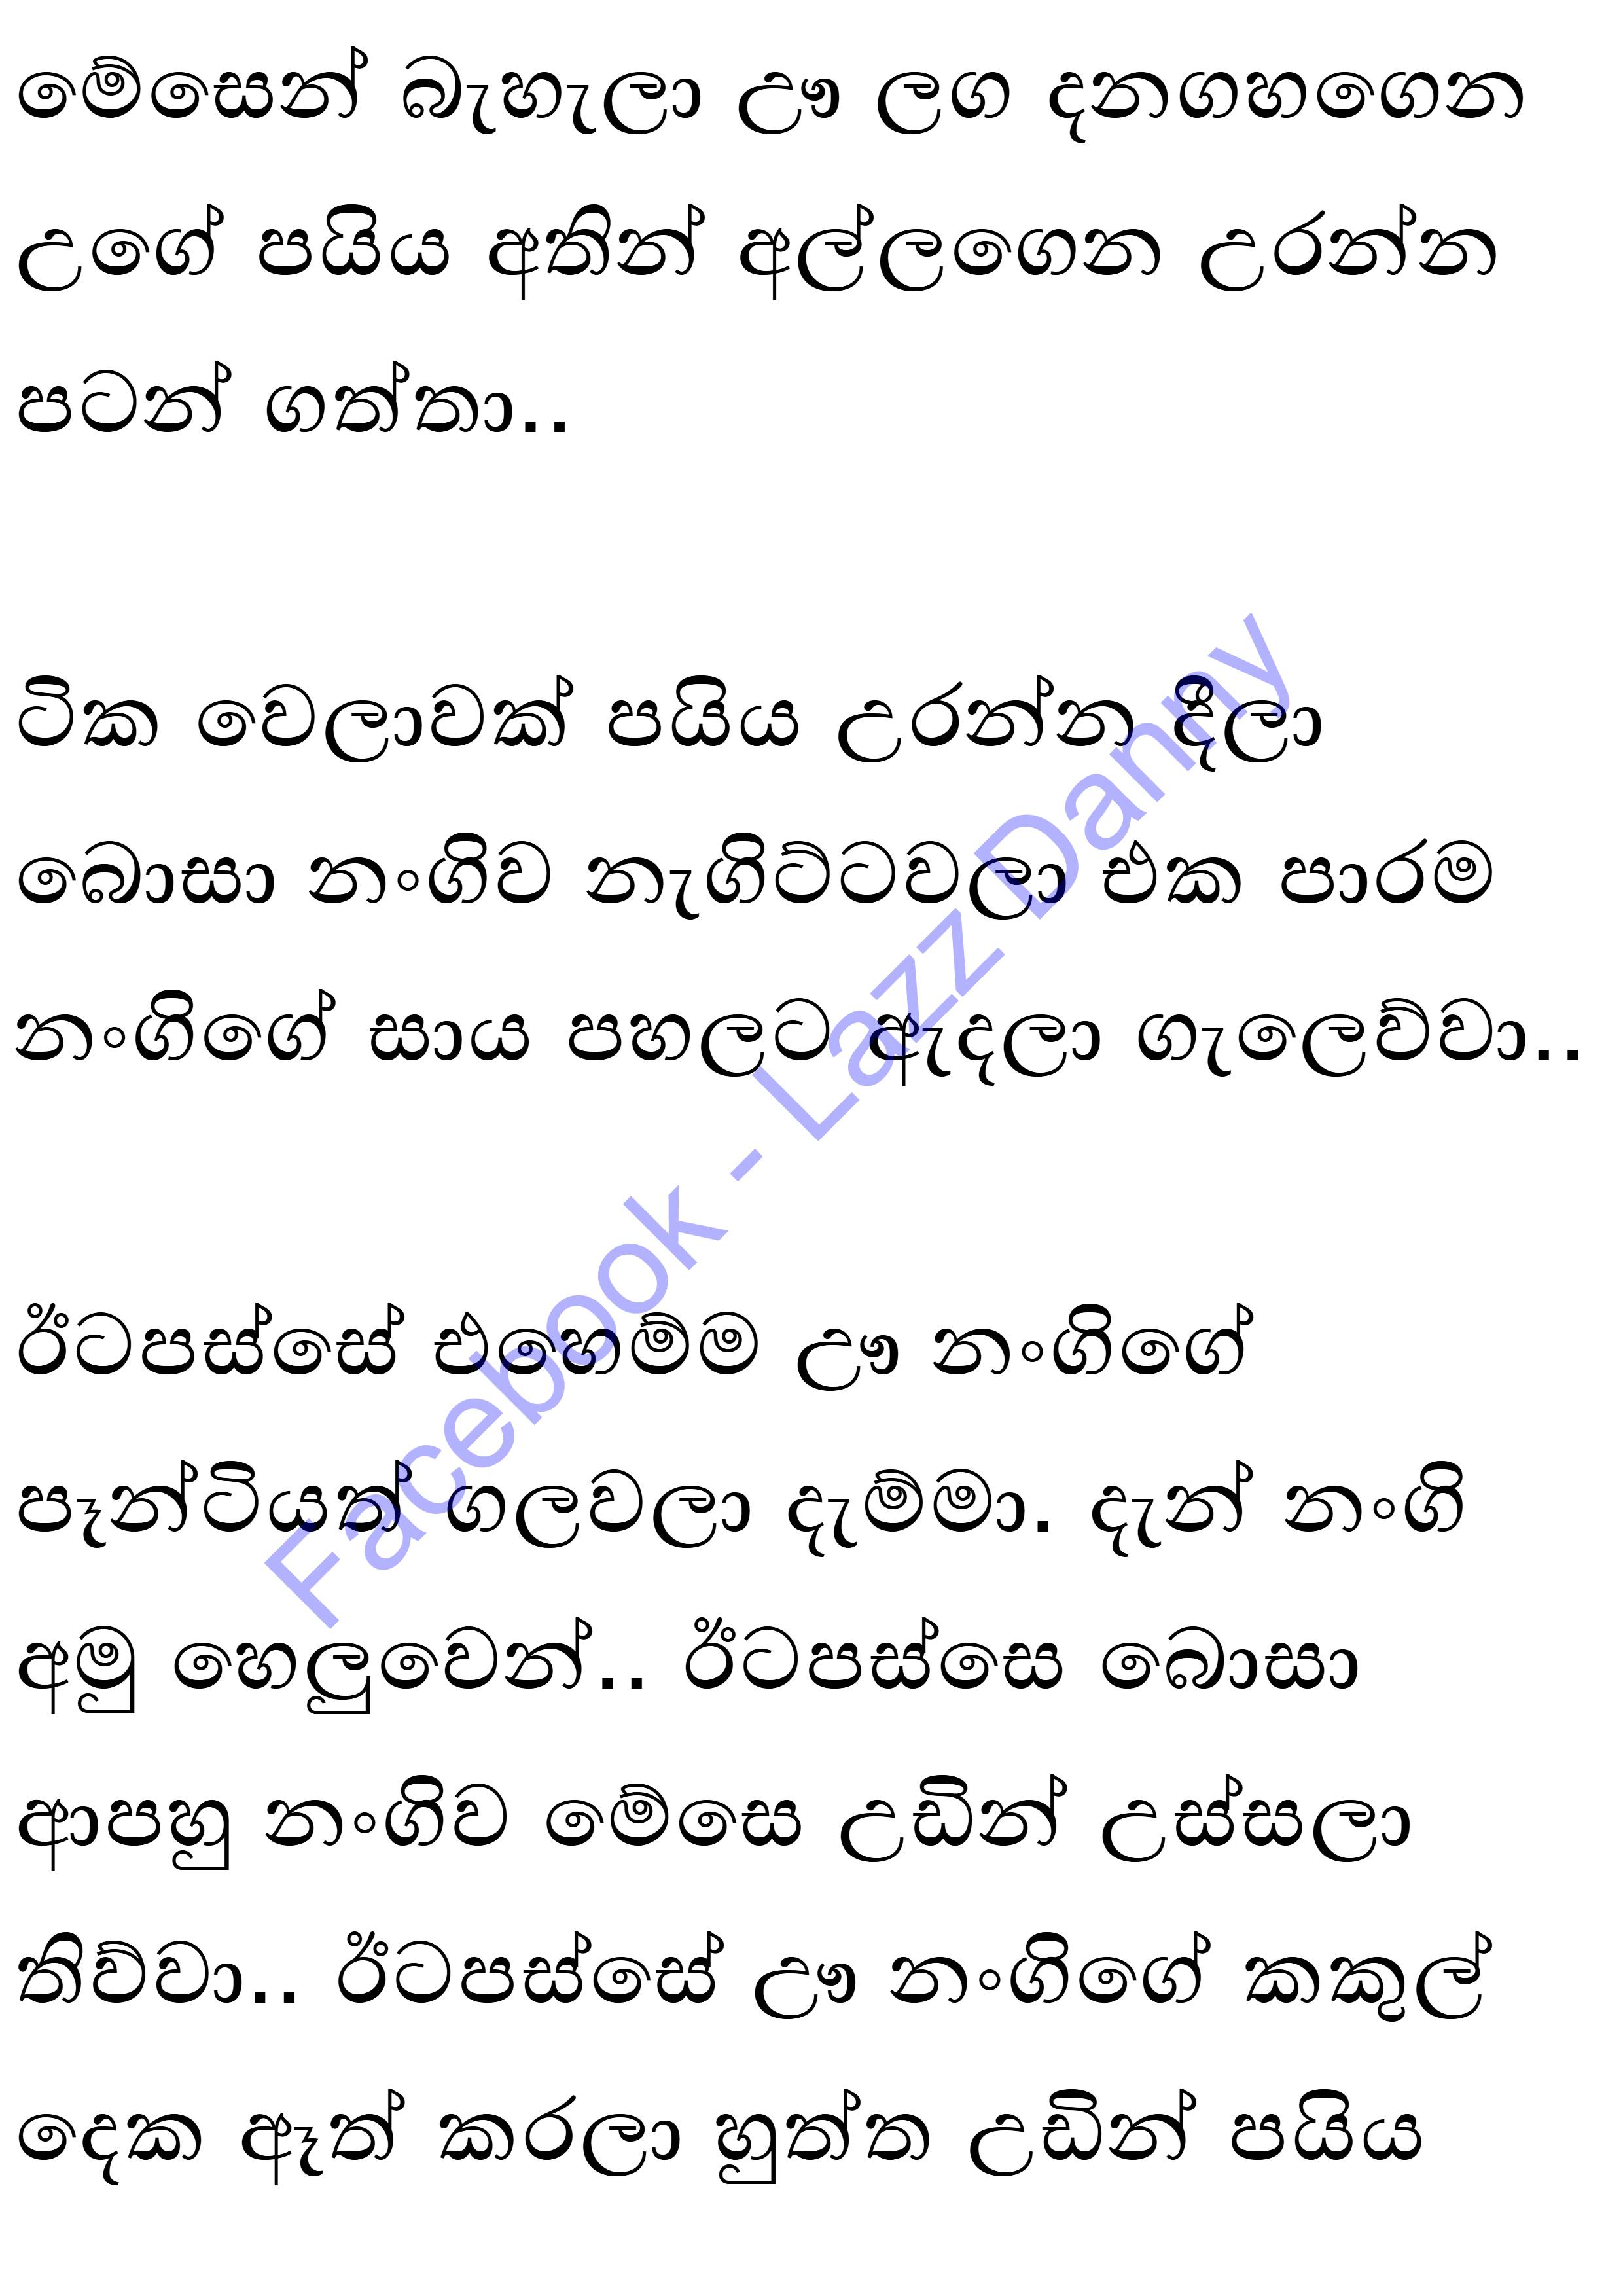 මේසෙන් බැහැලා ඌ ලග දනගහගෙන
උගේ පයිය අතින් අල්ලගෙන උරන්න
පටන් ගත්තා..
ටික වෙලාවක් පයිය උරන්න දීලා
බොසා නංගිව නැගිට්ටවලා එක පාරම
නංගිගේ සාය පහලට ඇදලා ගැලෙව්වා..
ඊටපස්සේ එහෙම්ම ඌ නංගිගේ
පෑන්ටියත් ගලවලා දැම්මා. දැන් නංගි
අමු හෙලුවෙන්.. ඊටපස්සෙ බොසා
ආපහු නංගිව මේසෙ උඩින් උස්සලා
තිව්වා.. ඊටපස්සේ ඌ නංගිගේ කකුල්
දෙක ඈත් කරලා හුත්ත උඩින් පයිය
Facebook - Lazz Danny